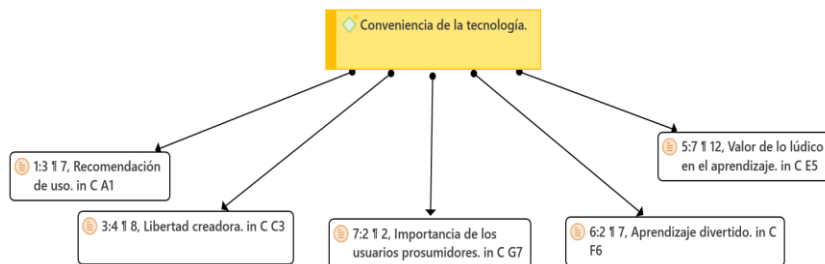 Conveniencia de la tecnología.
1:3 ¶ 7, Recomendación
de uso. in C A1
3:4 ¶ 8, Libertad creadora. in C C3
7:2 ¶ 2, Importancia de los
usuarios prosumidores. in C G7
6:2 ¶ 7, Aprendizaje divertido. in C
F6
5:7 ¶ 12, Valor de lo lúdico
en el aprendizaje. in C E5